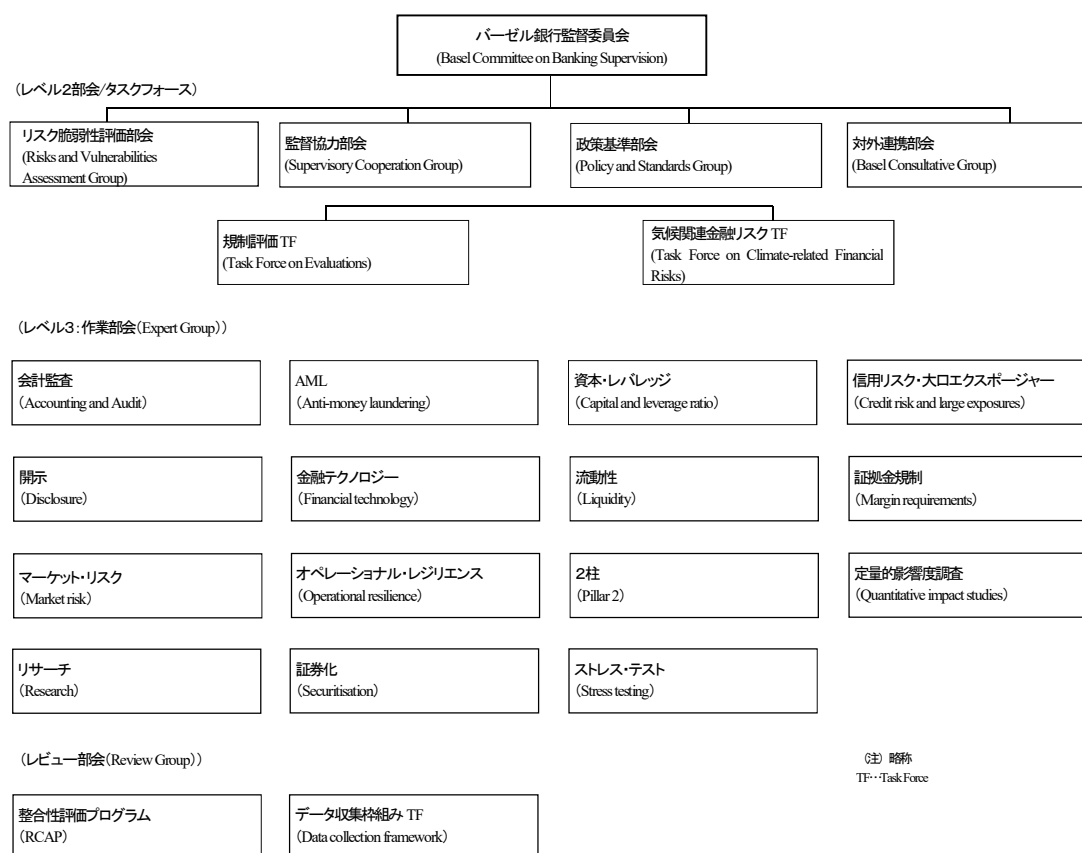 バーゼル銀行監督委員会
(Basel Committee on Banking Supervision)
(レベル2部会/タスクフォース)
リスク脆弱性評価部会
(Risks and Vulnerabilities
Assessment Group)
監督協力部会
(Supervisory Cooperation Group)
政策基準部会
(Policy and Standards Group)
対外連携部会
(Basel Consultative Group)
規制評価 TF
(Task Force on Evaluations)
気候関連金融リスク TF
(Task Force on Climate-related Financial
Risks)
(レベル3:作業部会(Expert Group))
会計監査
(Accounting and Audit)
AML
(Anti-money laundering)
資本・レバレッジ
(Capital and leverage ratio)
信用リスク・大口エクスポージャー
(Credit risk and large exposures)
開示
(Disclosure)
金融テクノロジー
(Financial technology)
流動性
(Liquidity)
証拠金規制
(Margin requirements)
マーケット・リスク
(Market risk)
オペレーショナル・レジリエンス
(Operational resilience)
2柱
(Pillar 2)
定量的影響度調査
(Quantitative impact studies)
リサーチ
(Research)
証券化
(Securitisation)
ストレス・テスト
(Stress testing)
(レビュー部会(Review Group))
(注) 略称
TF…Task Force
整合性評価プログラム
(RCAP)
データ収集枠組み TF
(Data collection framework)